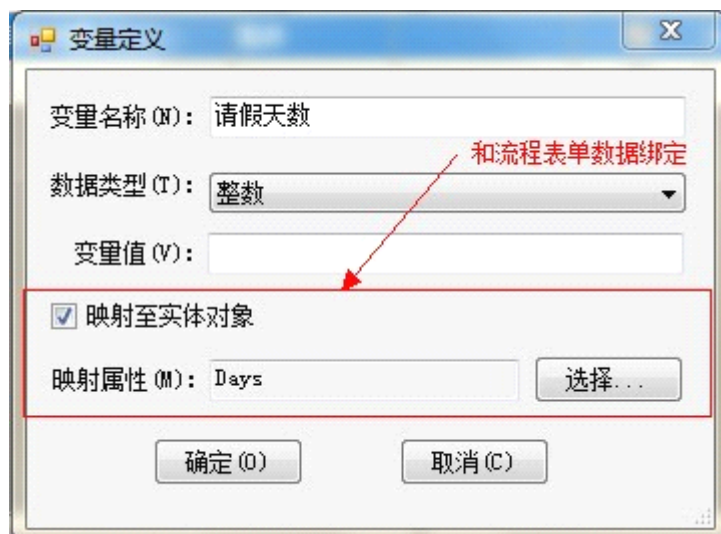 变量定义
变量名称(N): 请假天数
和流程表单数据绑定
数据类型(T): 整数
变量值(V):
映射至实体对象
映射属性(M): Days 选择...
确定(O) 取消(C)